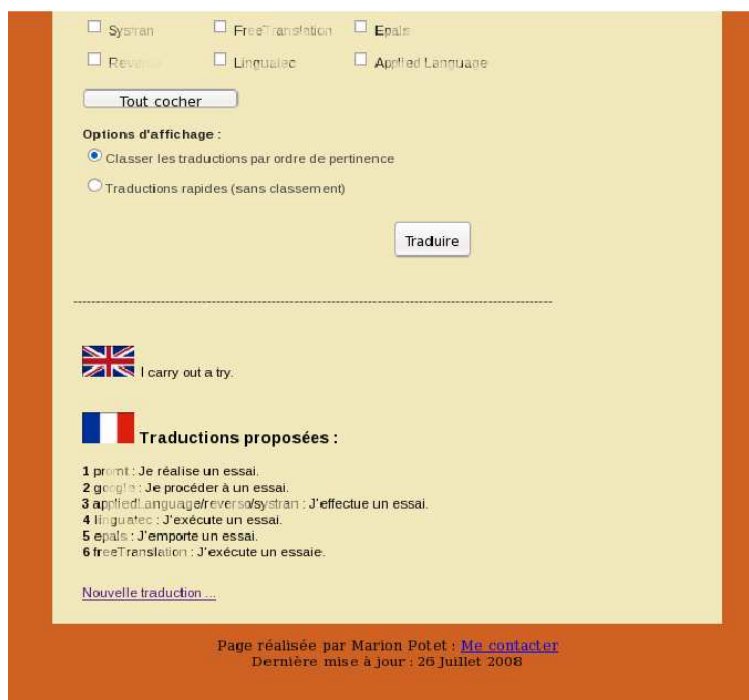 Systran FreeTranslation Epals
Reverso Linguatec Applied Language
Tout cocher
Options d'affichage :
Classer les traductions par ordre de pertinence
Traductions rapides (sans classement)
Traduire
--------------------------------------------------------------------------------------------------------
I carry out a try.
Traductions proposées :
1 promt : Je réalise un essai.
2 google : Je procéder à un essai.
3 appliedLanguage/reverso/systran : J'effectue un essai.
4 linguatec : J'exécute un essai.
5 epals : J'emporte un essai.
6 freeTranslation : J'exécute un essaie.
Nouvelle traduction ...
Page réalisée par Marion Potet : Me contacter
Dernière mise à jour : 26 Juillet 2008